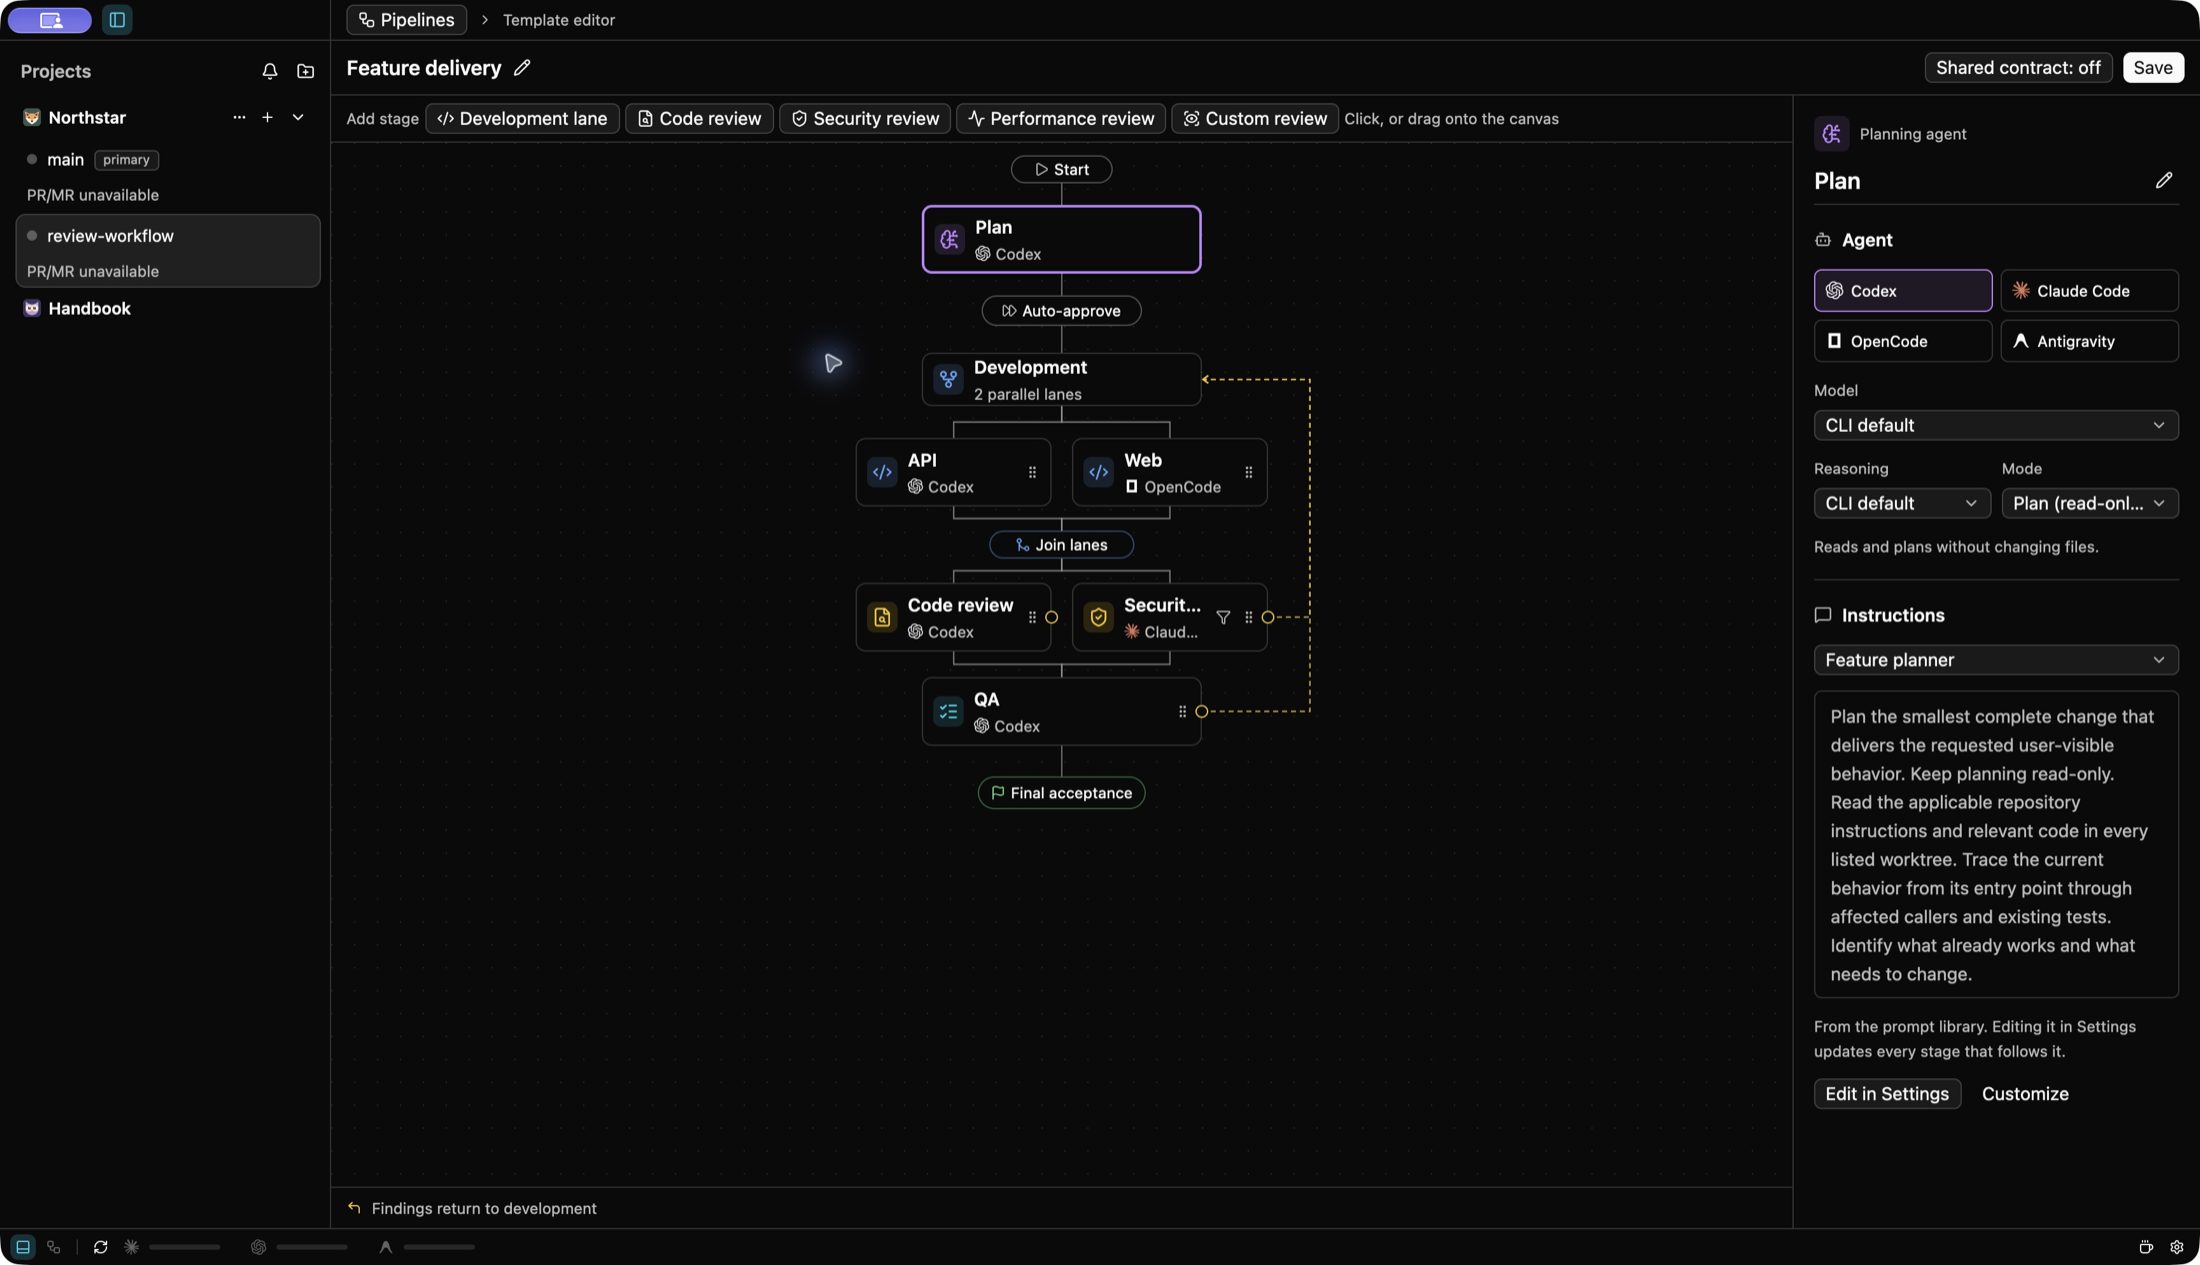 Pipelines > Template editor
Projects
Feature delivery
Shared contract: off
Save
Northstar
main primary
PR/MR unavailable
review-workflow
PR/MR unavailable
Handbook
Add stage
Development lane
Code review
Security review
Performance review
Custom review
Click, or drag onto the canvas
Start
Plan
Codex
Auto-approve
Development
2 parallel lanes
API
Codex
Web
OpenCode
Join lanes
Code review
Codex
Securit...
Claud...
QA
Codex
Final acceptance
Findings return to development
Planning agent
Plan
Agent
Codex
Claude Code
OpenCode
Antigravity
Model
CLI default
Reasoning
Mode
CLI default
Plan (read-onl...
Reads and plans without changing files.
Instructions
Feature planner
Plan the smallest complete change that
delivers the requested user-visible
behavior. Keep planning read-only.
Read the applicable repository
instructions and relevant code in every
listed worktree. Trace the current
behavior from its entry point through
affected callers and existing tests.
Identify what already works and what
needs to change.
From the prompt library. Editing it in Settings
updates every stage that follows it.
Edit in Settings
Customize